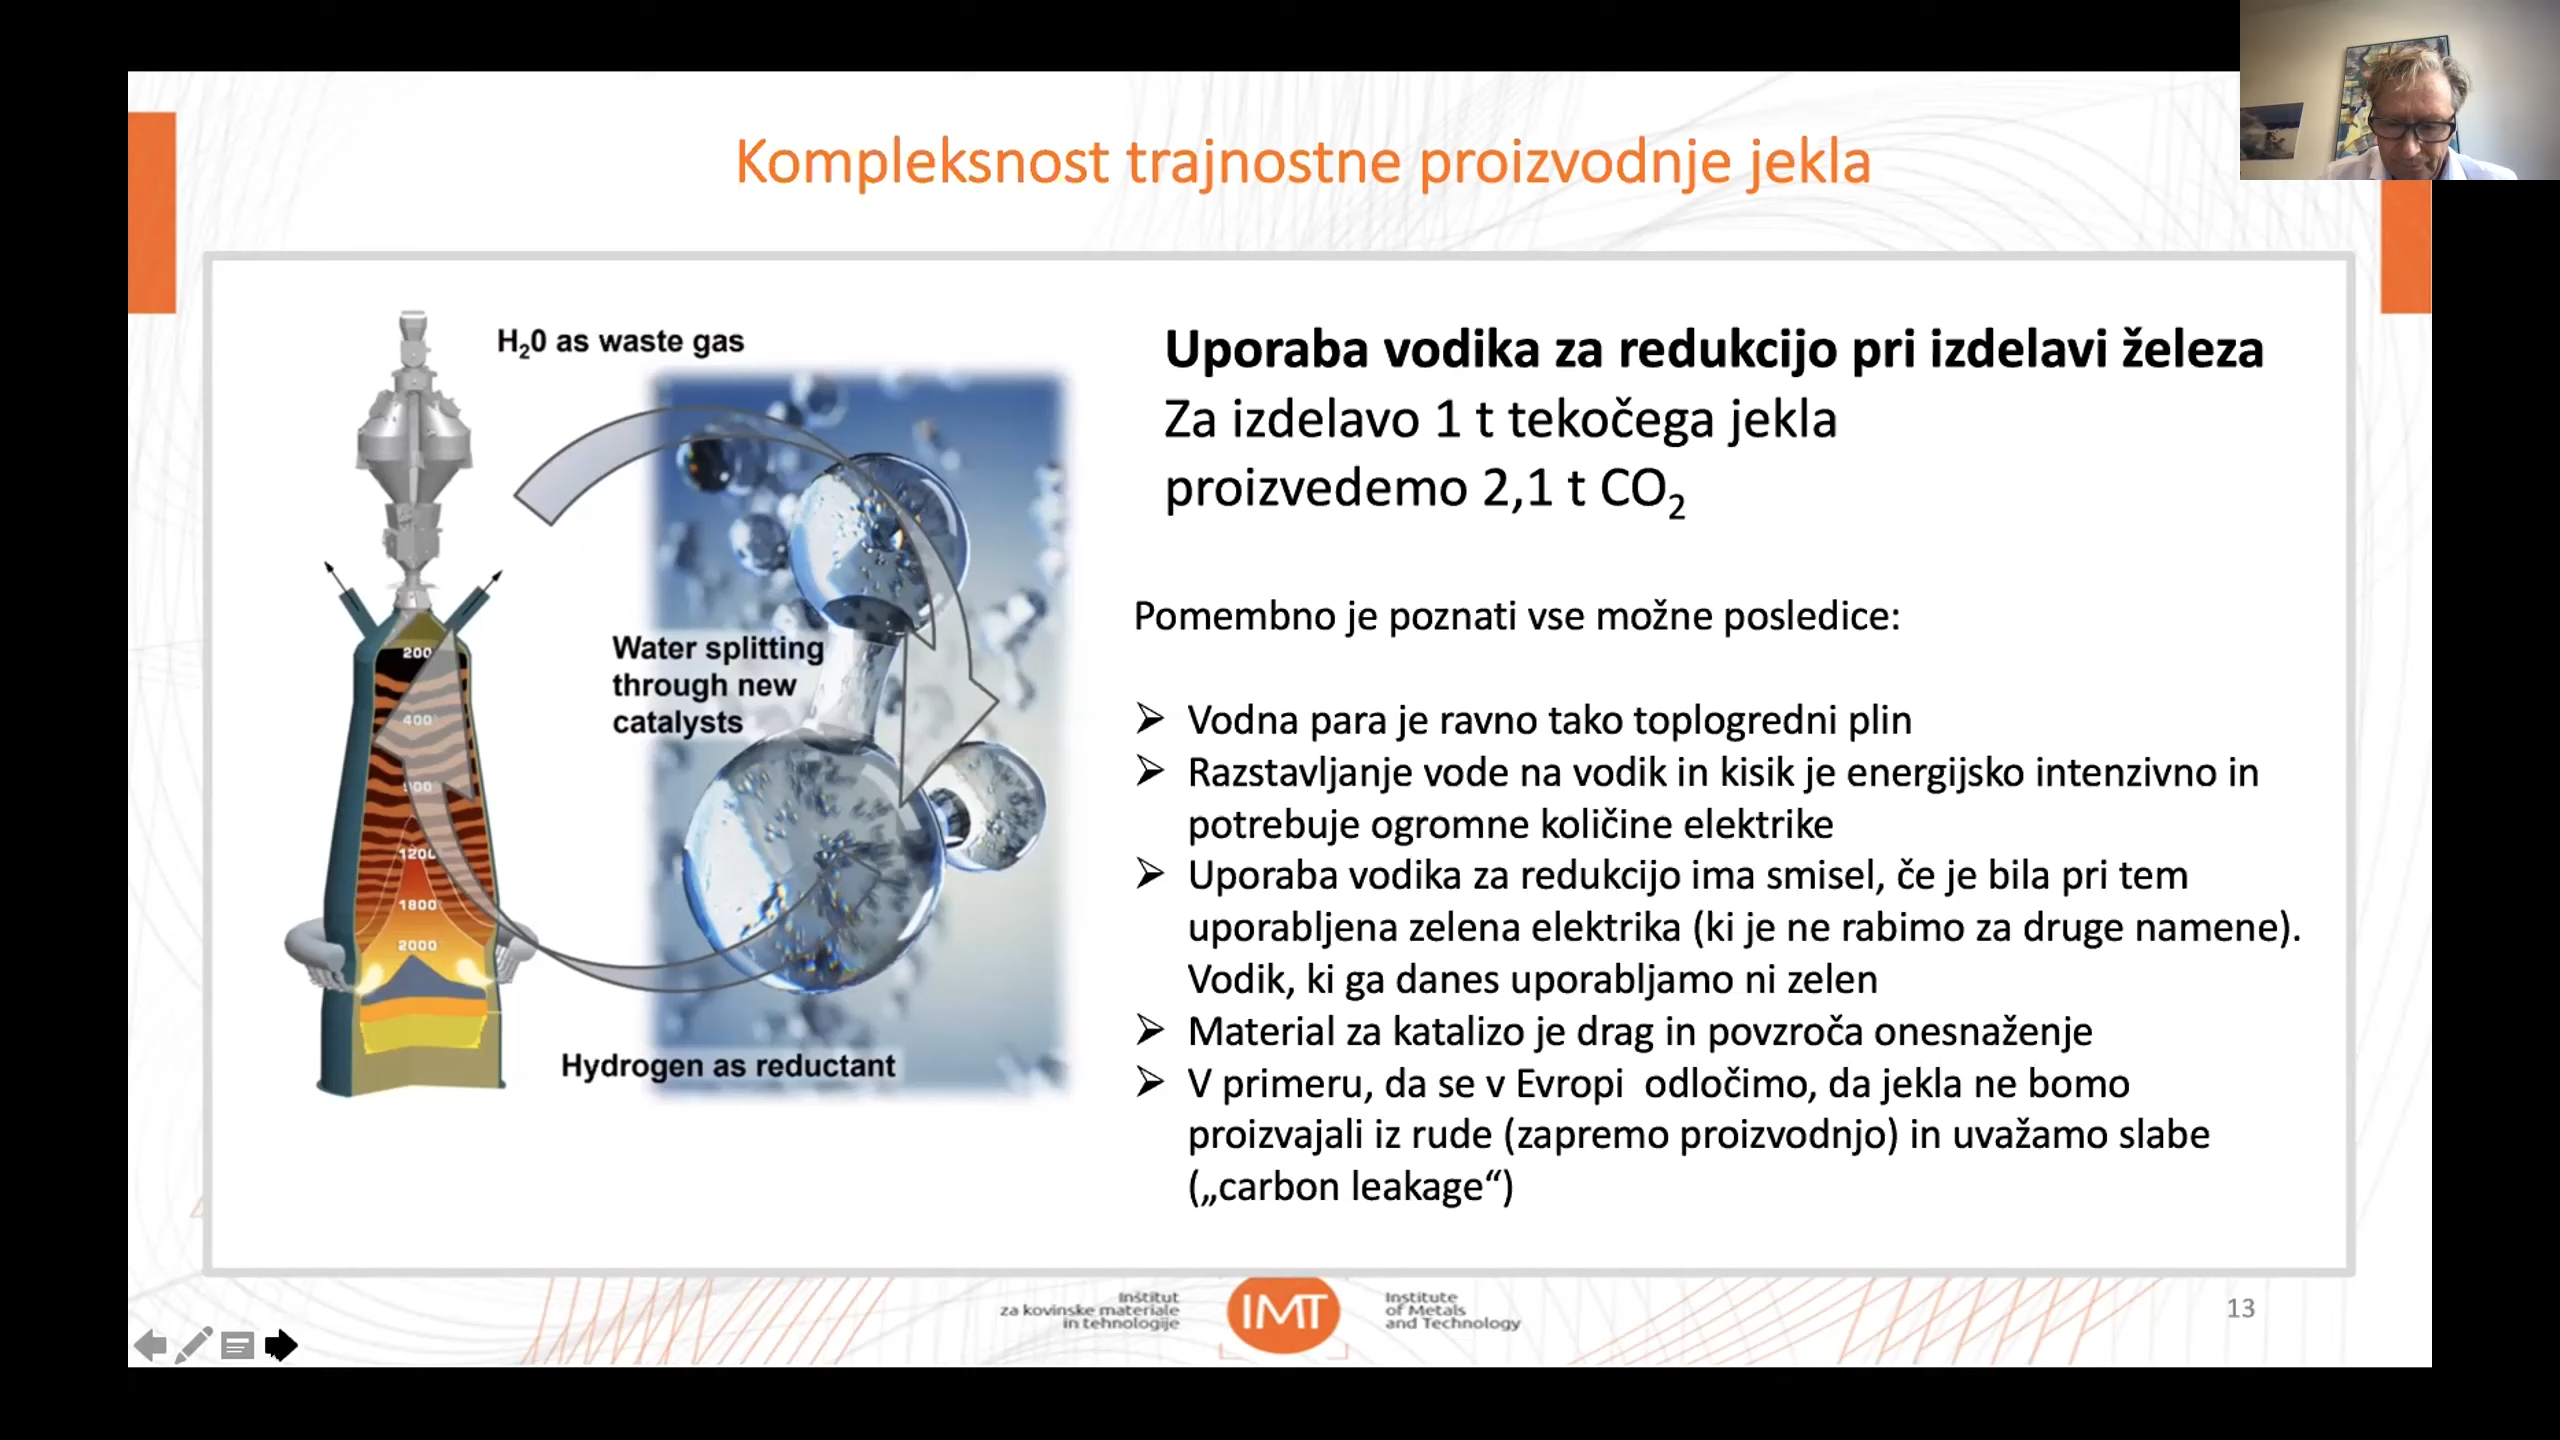 Kompleksnost trajnostne proizvodnje jekla
H20 as waste gas
Water splitting
through new
catalysts
Hydrogen as reductant
200
400
1200
1800
2000
Uporaba vodika za redukcijo pri izdelavi železa
Za izdelavo 1 t tekočega jekla
proizvedemo 2,1 t CO2
Pomembno je poznati vse možne posledice:
➢ Vodna para je ravno tako toplogredni plin
➢ Razstavljanje vode na vodik in kisik je energijsko intenzivno in
potrebuje ogromne količine elektrike
➢ Uporaba vodika za redukcijo ima smisel, če je bila pri tem
uporabljena zelena elektrika (ki je ne rabimo za druge namene).
Vodik, ki ga danes uporabljamo ni zelen
➢ Material za katalizo je drag in povzroča onesnaženje
➢ V primeru, da se v Evropi odločimo, da jekla ne bomo
proizvajali iz rude (zapremo proizvodnjo) in uvažamo slabe
(„carbon leakage“)
Inštitut
za kovinske materiale
in tehnologije
IMT
Institute
of Metals
and Technology
13